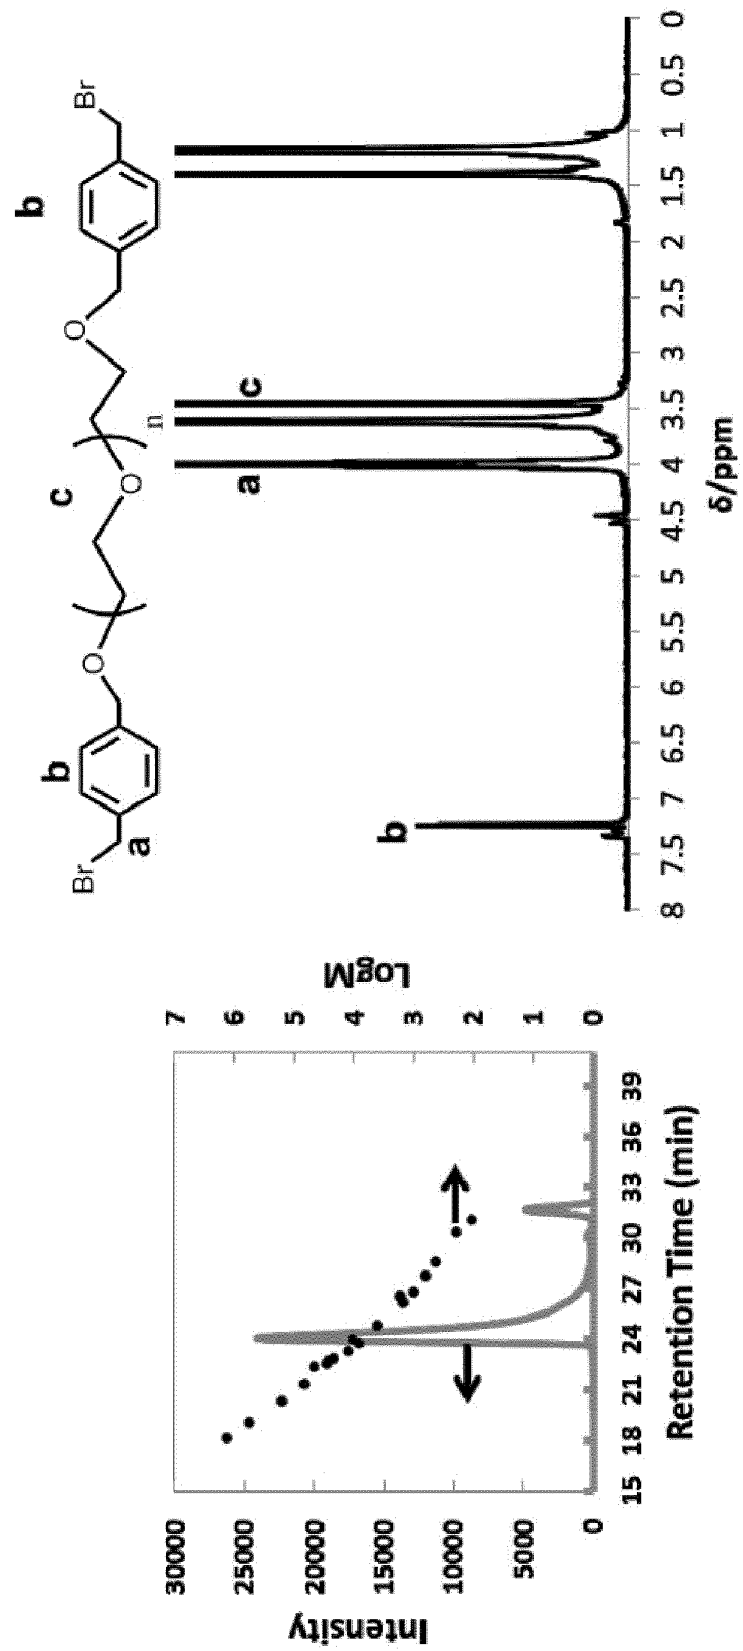 Br
a
b
O
c
O
n
O
b
Br
b
a
c
8 7.5 7 6.5 6 5.5 5 4.5 4 3.5 3 2.5 2 1.5 1 0.5 0
δ/ppm
Intensity
30000
25000
20000
15000
10000
5000
0
LogM
7
6
5
4
3
2
1
0
15 18 21 24 27 30 33 36 39
Retention Time (min)